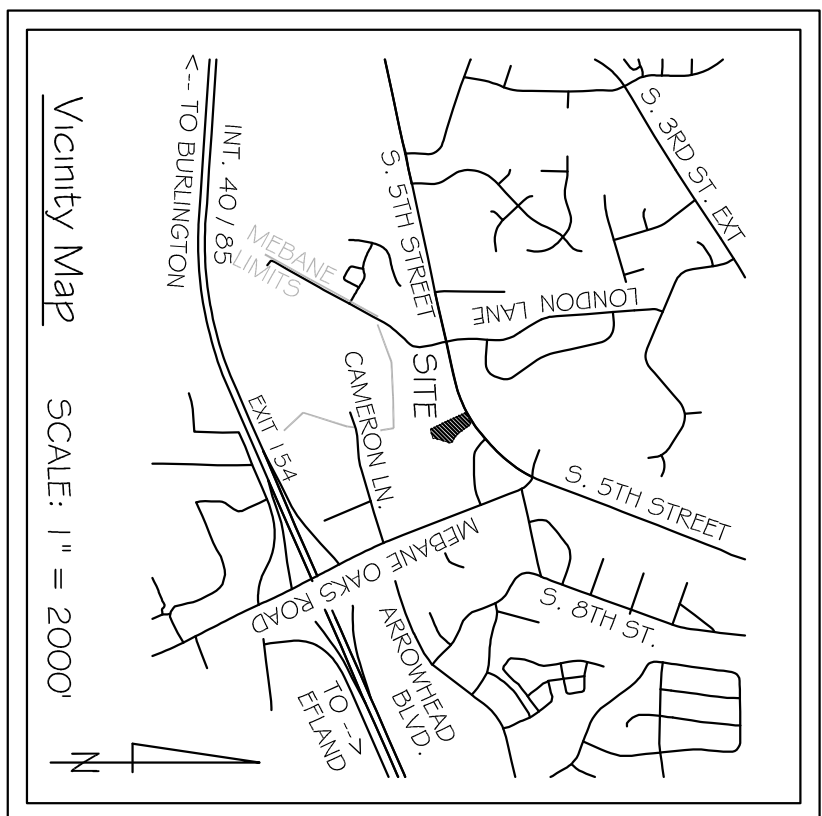 S. 3RD ST. EXT
S. 5TH STREET
LONDON LANE
S. 5TH STREET
SITE
MEBANE
LIMITS
CAMERON LN.
MEBANE OAKS ROAD
S. 8TH ST.
ARROWHEAD
BLVD.
INT. 40 / 85
<-- TO BURLINGTON
EXIT 154
TO -->
EFLAND
Vicinity Map
SCALE: 1" = 2000'
N